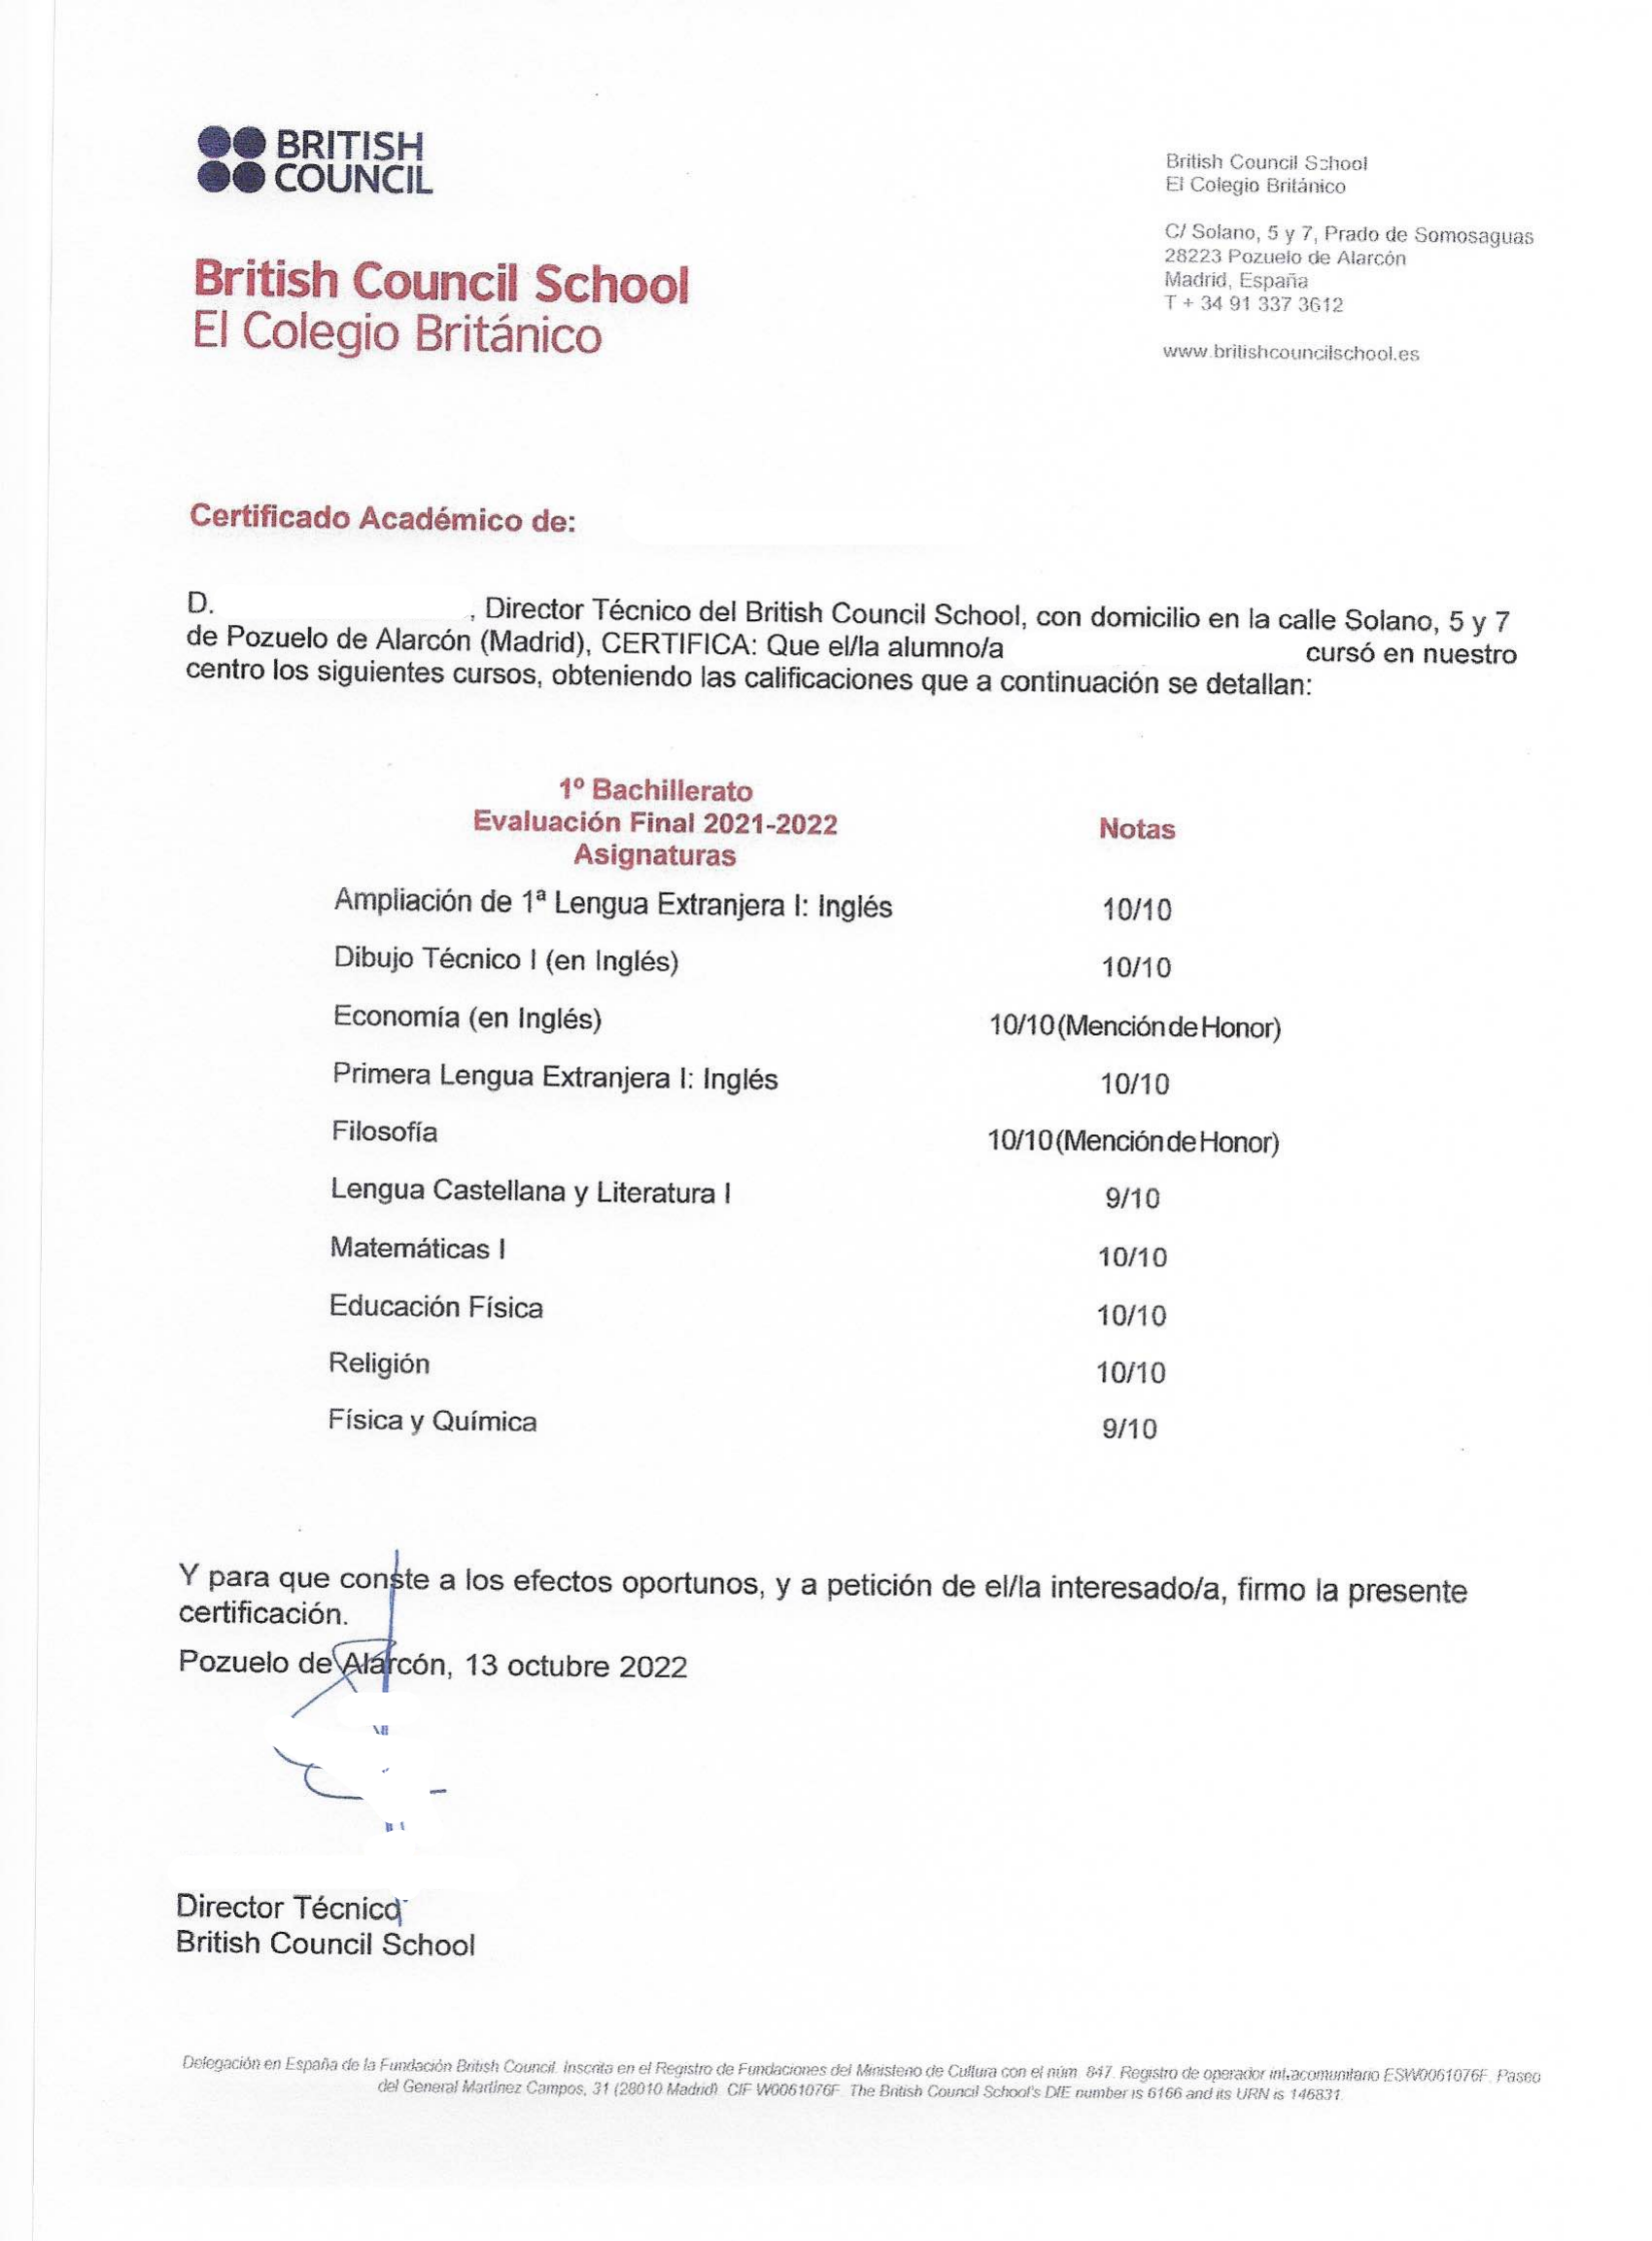 BRITISH
COUNCIL
British Council School
El Colegio Británico
British Council School
El Colegio Británico
C/ Solano, 5 y 7, Prado de Somosaguas
28223 Pozuelo de Alarcón
Madrid, España
T + 34 91 337 3612
www.britishcouncilschool.es
Certificado Académico de:
D. , Director Técnico del British Council School, con domicilio en la calle Solano, 5 y 7
de Pozuelo de Alarcón (Madrid), CERTIFICA: Que el/la alumno/a cursó en nuestro
centro los siguientes cursos, obteniendo las calificaciones que a continuación se detallan:
1º Bachillerato
Evaluación Final 2021-2022
Asignaturas
Notas
Ampliación de 1ª Lengua Extranjera I: Inglés 10/10
Dibujo Técnico I (en Inglés) 10/10
Economía (en Inglés) 10/10 (Mención de Honor)
Primera Lengua Extranjera I: Inglés 10/10
Filosofía 10/10 (Mención de Honor)
Lengua Castellana y Literatura I 9/10
Matemáticas I 10/10
Educación Física 10/10
Religión 10/10
Física y Química 9/10
Y para que conste a los efectos oportunos, y a petición de el/la interesado/a, firmo la presente
certificación.
Pozuelo de Alarcón, 13 octubre 2022
Director Técnico
British Council School
Delegación en España de la Fundación British Council. Inscrita en el Registro de Fundaciones del Ministerio de Cultura con el núm. 847. Registro de operador intracomunitario ESW0061076F. Paseo
del General Martínez Campos, 31 (28010 Madrid). CIF W0061076F. The British Council School's DfE number is 6166 and its URN is 146831.